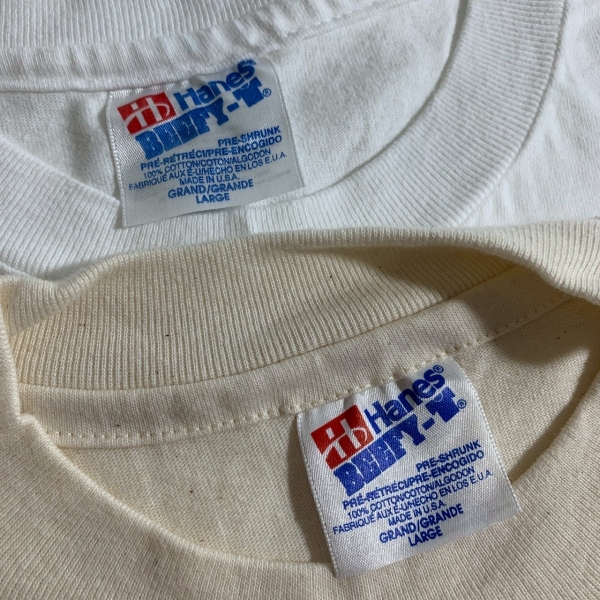 Hanes®
BEEFY-T®
PRE-SHRUNK
PRÉ-RÉTRÉCI/PRE-ENCOGIDO
100% COTTON/COTON/ALGODON
FABRIQUÉ AUX É-U/HECHO EN LOS E.U.A.
MADE IN U.S.A.
GRAND/GRANDE
LARGE
Hanes®
BEEFY-T®
PRE-SHRUNK
PRÉ-RÉTRÉCI/PRE-ENCOGIDO
100% COTTON/COTON/ALGODON
FABRIQUÉ AUX É-U/HECHO EN LOS E.U.A.
MADE IN U.S.A.
GRAND/GRANDE
LARGE